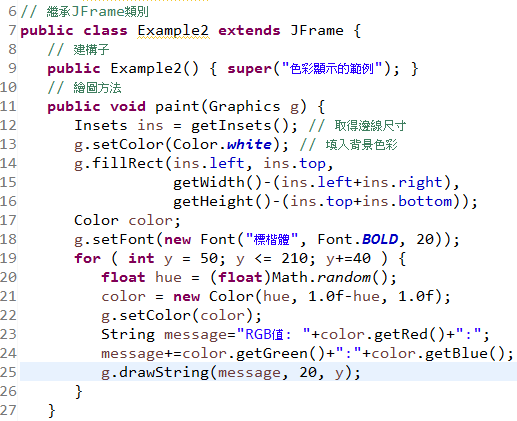 6 // 繼承JFrame類別
7 public class Example2 extends JFrame {
8    // 建構子
9    public Example2() { super("色彩顯示的範例"); }
10    // 繪圖方法
11    public void paint(Graphics g) {
12       Insets ins = getInsets(); // 取得邊線尺寸
13       g.setColor(Color.white); // 填入背景色彩
14       g.fillRect(ins.left, ins.top,
15                   getWidth()-(ins.left+ins.right),
16                   getHeight()-(ins.top+ins.bottom));
17       Color color;
18       g.setFont(new Font("標楷體", Font.BOLD, 20));
19       for ( int y = 50; y <= 210; y+=40 ) {
20          float hue = (float)Math.random();
21          color = new Color(hue, 1.0f-hue, 1.0f);
22          g.setColor(color);
23          String message="RGB值: "+color.getRed()+":";
24          message+=color.getGreen()+":"+color.getBlue();
25          g.drawString(message, 20, y);
26       }
27    }